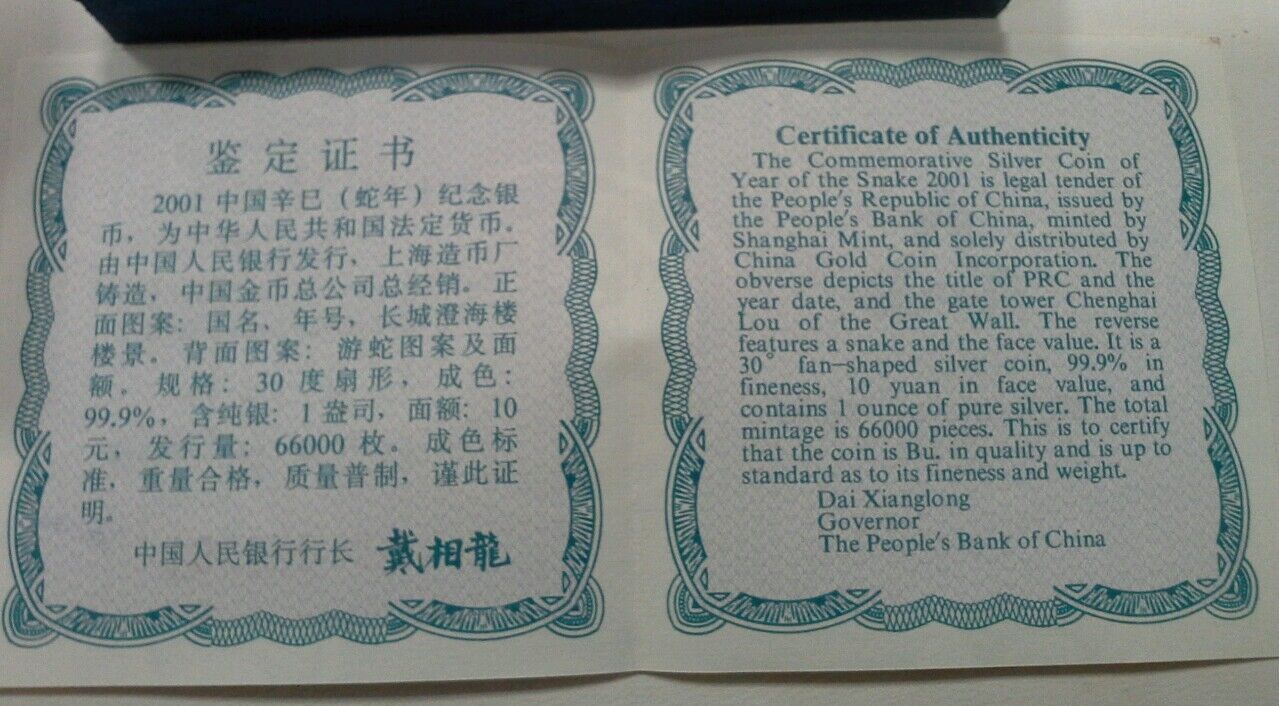 鉴定证书
2001 中国辛巳（蛇年）纪念银
币，为中华人民共和国法定货币。
由中国人民银行发行，上海造币厂
铸造，中国金币总公司总经销。正
面图案：国名、年号，长城澄海楼
楼景。背面图案：游蛇图案及面
额。规格：30 度扇形，成色：
99.9%，含纯银：1 盎司，面额：10
元，发行量：66000 枚。成色标
准，重量合格，质量普制，谨此证
明。
中国人民银行行长 戴相龍
Certificate of Authenticity
The Commemorative Silver Coin of
Year of the Snake 2001 is legal tender of
the People's Republic of China, issued by
the People's Bank of China, minted by
Shanghai Mint, and solely distributed by
China Gold Coin Incorporation. The
obverse depicts the title of PRC and the
year date, and the gate tower Chenghai
Lou of the Great Wall. The reverse
features a snake and the face value. It is a
30° fan-shaped silver coin, 99.9% in
fineness, 10 yuan in face value, and
contains 1 ounce of pure silver. The total
mintage is 66000 pieces. This is to certify
that the coin is Bu. in quality and is up to
standard as to its fineness and weight.
Dai Xianglong
Governor
The People's Bank of China